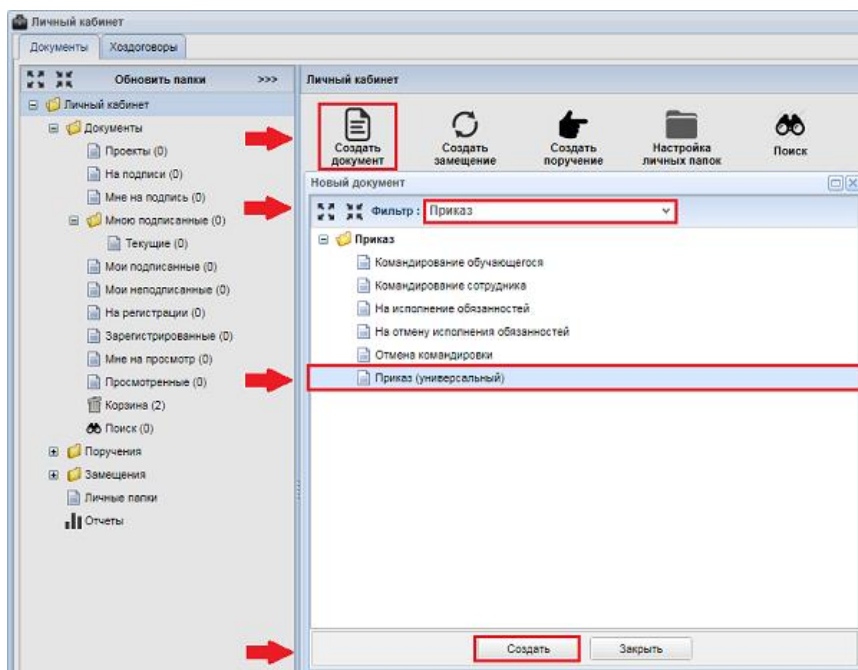 Личный кабинет
Документы
Хоздоговоры
Обновить папки >>>
Личный кабинет
Документы
Проекты (0)
На подписи (0)
Мне на подпись (0)
Мною подписанные (0)
Текущие (0)
Мои подписанные (0)
Мои неподписанные (0)
На регистрации (0)
Зарегистрированные (0)
Мне на просмотр (0)
Просмотренные (0)
Корзина (2)
Поиск (0)
Поручения
Замещения
Личные папки
Отчеты
Личный кабинет
Создать документ
Создать замещение
Создать поручение
Настройка личных папок
Поиск
Новый документ
Фильтр : Приказ
Приказ
Командирование обучающегося
Командирование сотрудника
На исполнение обязанностей
На отмену исполнения обязанностей
Отмена командировки
Приказ (универсальный)
Создать
Закрыть